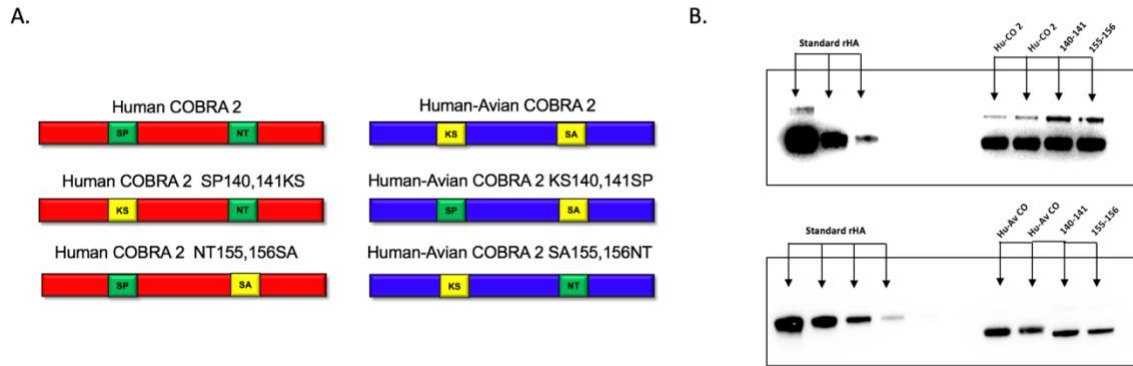 A.
Human COBRA 2
SP NT
Human COBRA 2 SP140,141KS
KS NT
Human COBRA 2 NT155,156SA
SP SA
Human-Avian COBRA 2
KS SA
Human-Avian COBRA 2 KS140,141SP
SP SA
Human-Avian COBRA 2 SA155,156NT
KS NT
B.
Standard rHA
Hu-CO 2
Hu-CO 2
140-141
155-156
Standard rHA
Hu-Av CO
Hu-Av CO
140-141
155-156